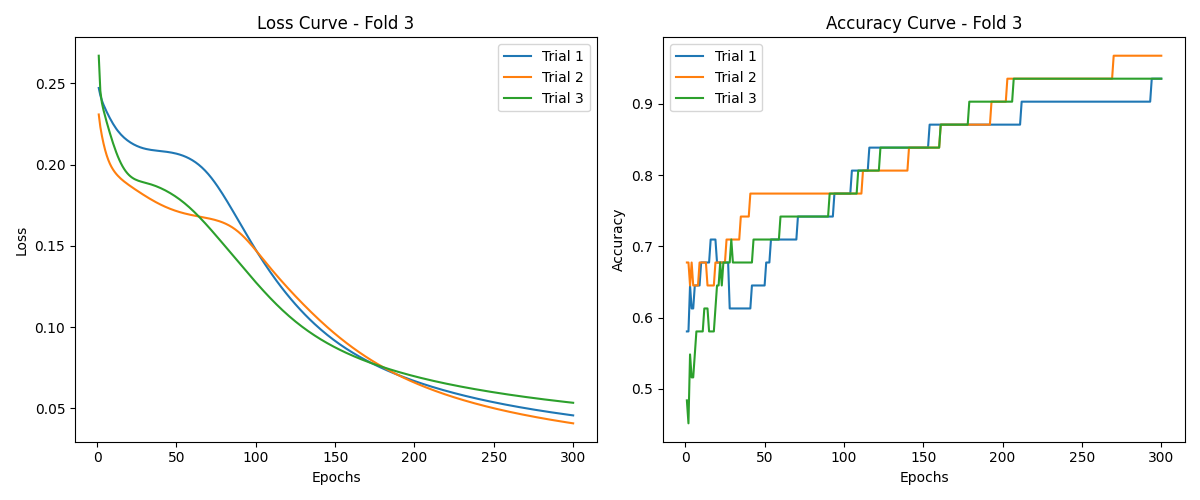 Loss Curve - Fold 3
Loss
0.25
0.20
0.15
0.10
0.05
0 50 100 150 200 250 300
Epochs
Trial 1
Trial 2
Trial 3
Accuracy Curve - Fold 3
Accuracy
0.9
0.8
0.7
0.6
0.5
0 50 100 150 200 250 300
Epochs
Trial 1
Trial 2
Trial 3